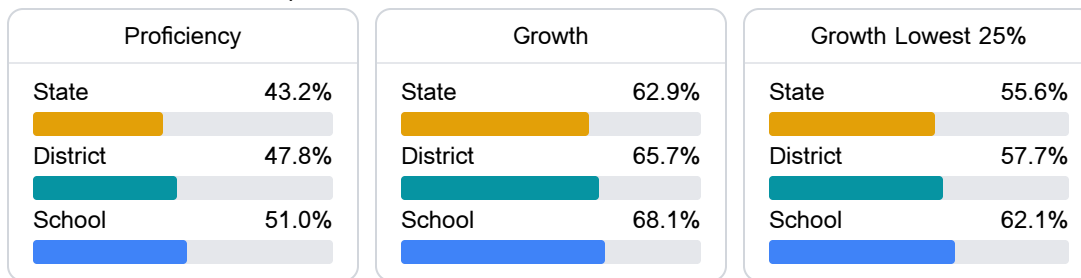 Proficiency
State 43.2%
District 47.8%
School 51.0%
Growth
State 62.9%
District 65.7%
School 68.1%
Growth Lowest 25%
State 55.6%
District 57.7%
School 62.1%